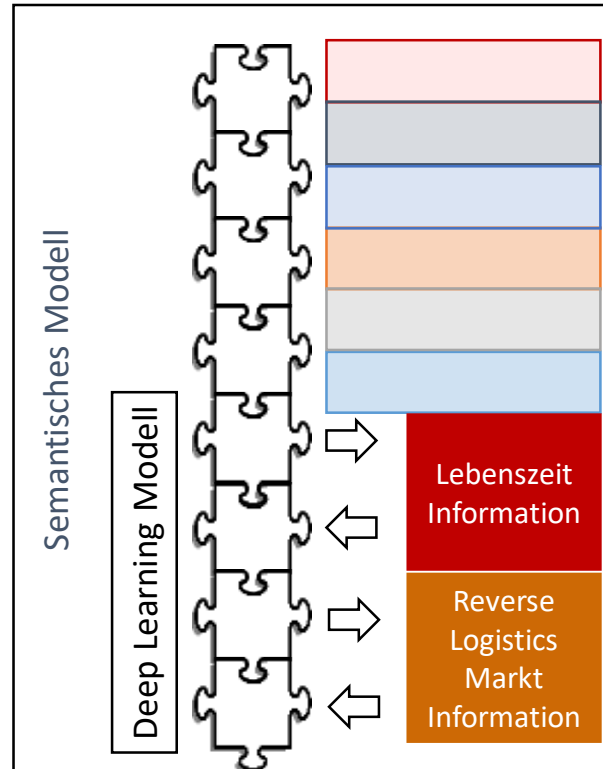 Semantisches Modell
Deep Learning Modell
Lebenszeit
Information
Reverse
Logistics
Markt
Information